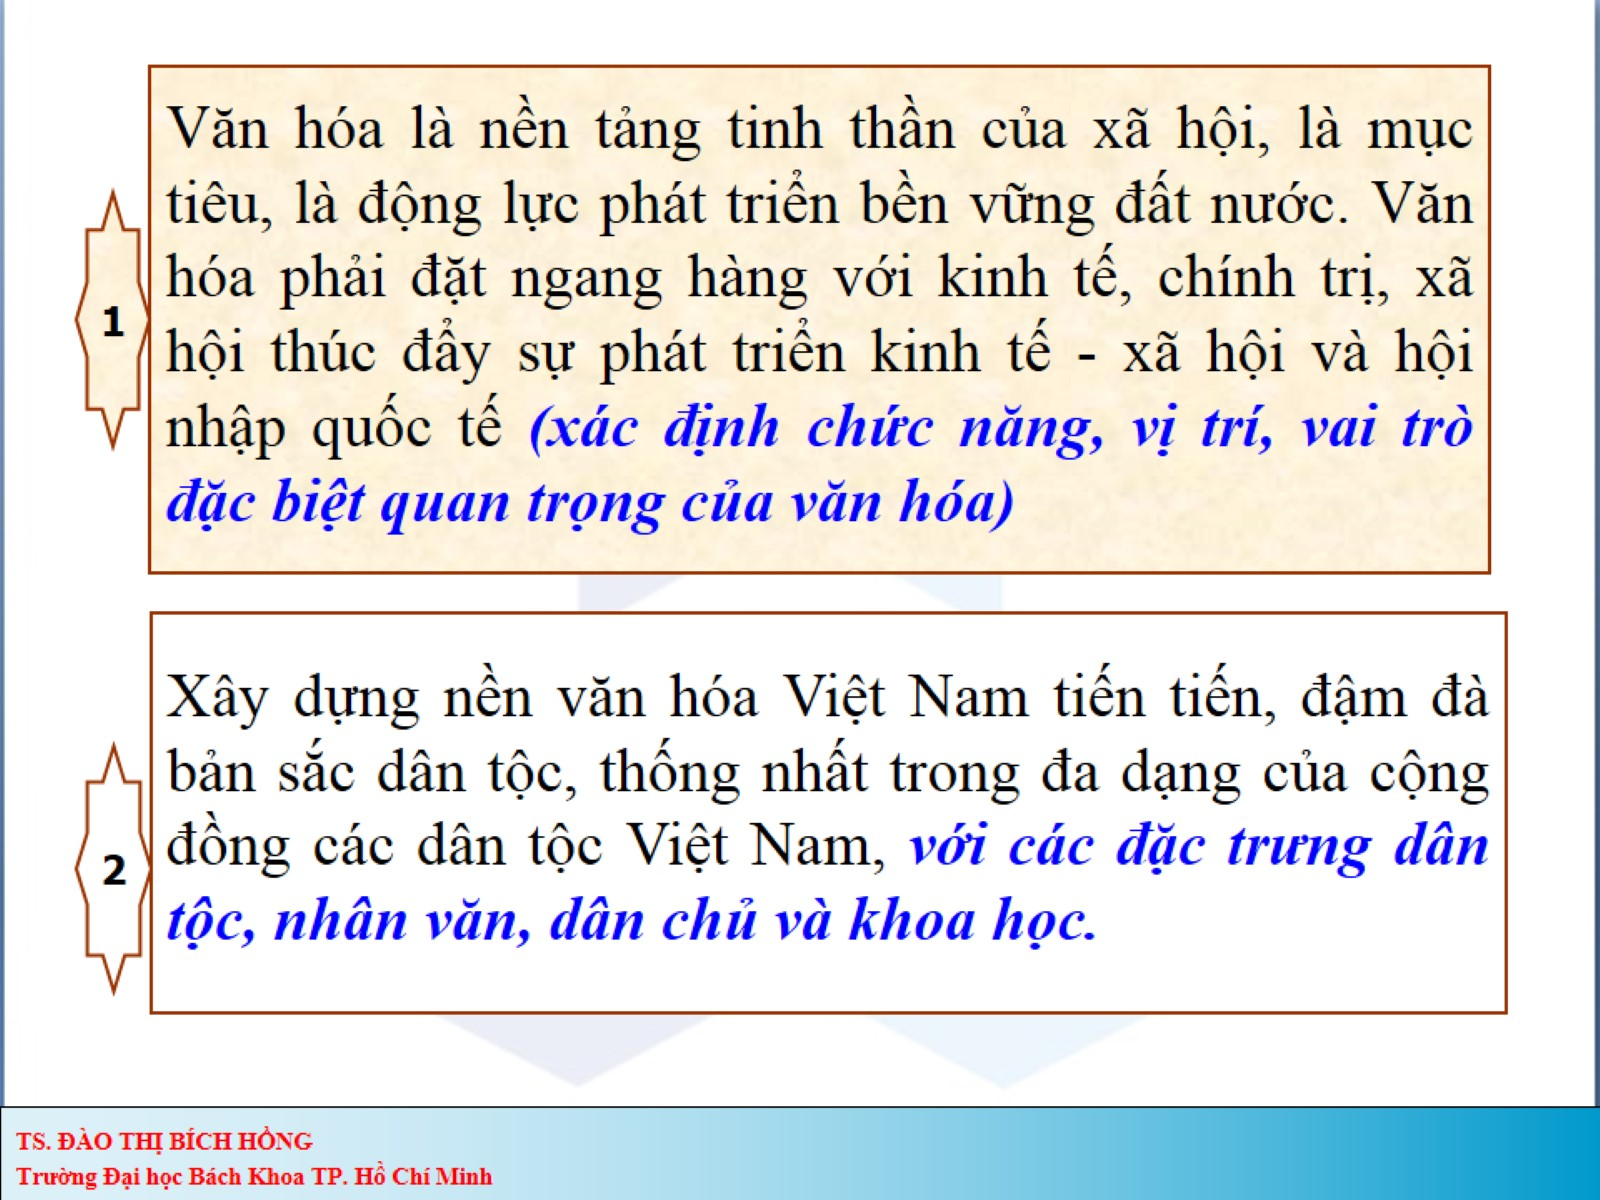 Văn hóa là nền tảng tinh thần của xã hội, là mục
tiêu, là động lực phát triển bền vững đất nước. Văn
hóa phải đặt ngang hàng với kinh tế, chính trị, xã
hội thúc đẩy sự phát triển kinh tế - xã hội và hội
nhập quốc tế (xác định chức năng, vị trí, vai trò
đặc biệt quan trọng của văn hóa)
1
Xây dựng nền văn hóa Việt Nam tiến tiến, đậm đà
bản sắc dân tộc, thống nhất trong đa dạng của cộng
đồng các dân tộc Việt Nam, với các đặc trưng dân
tộc, nhân văn, dân chủ và khoa học.
2
TS. ĐÀO THỊ BÍCH HỒNG
Trường Đại học Bách Khoa TP. Hồ Chí Minh